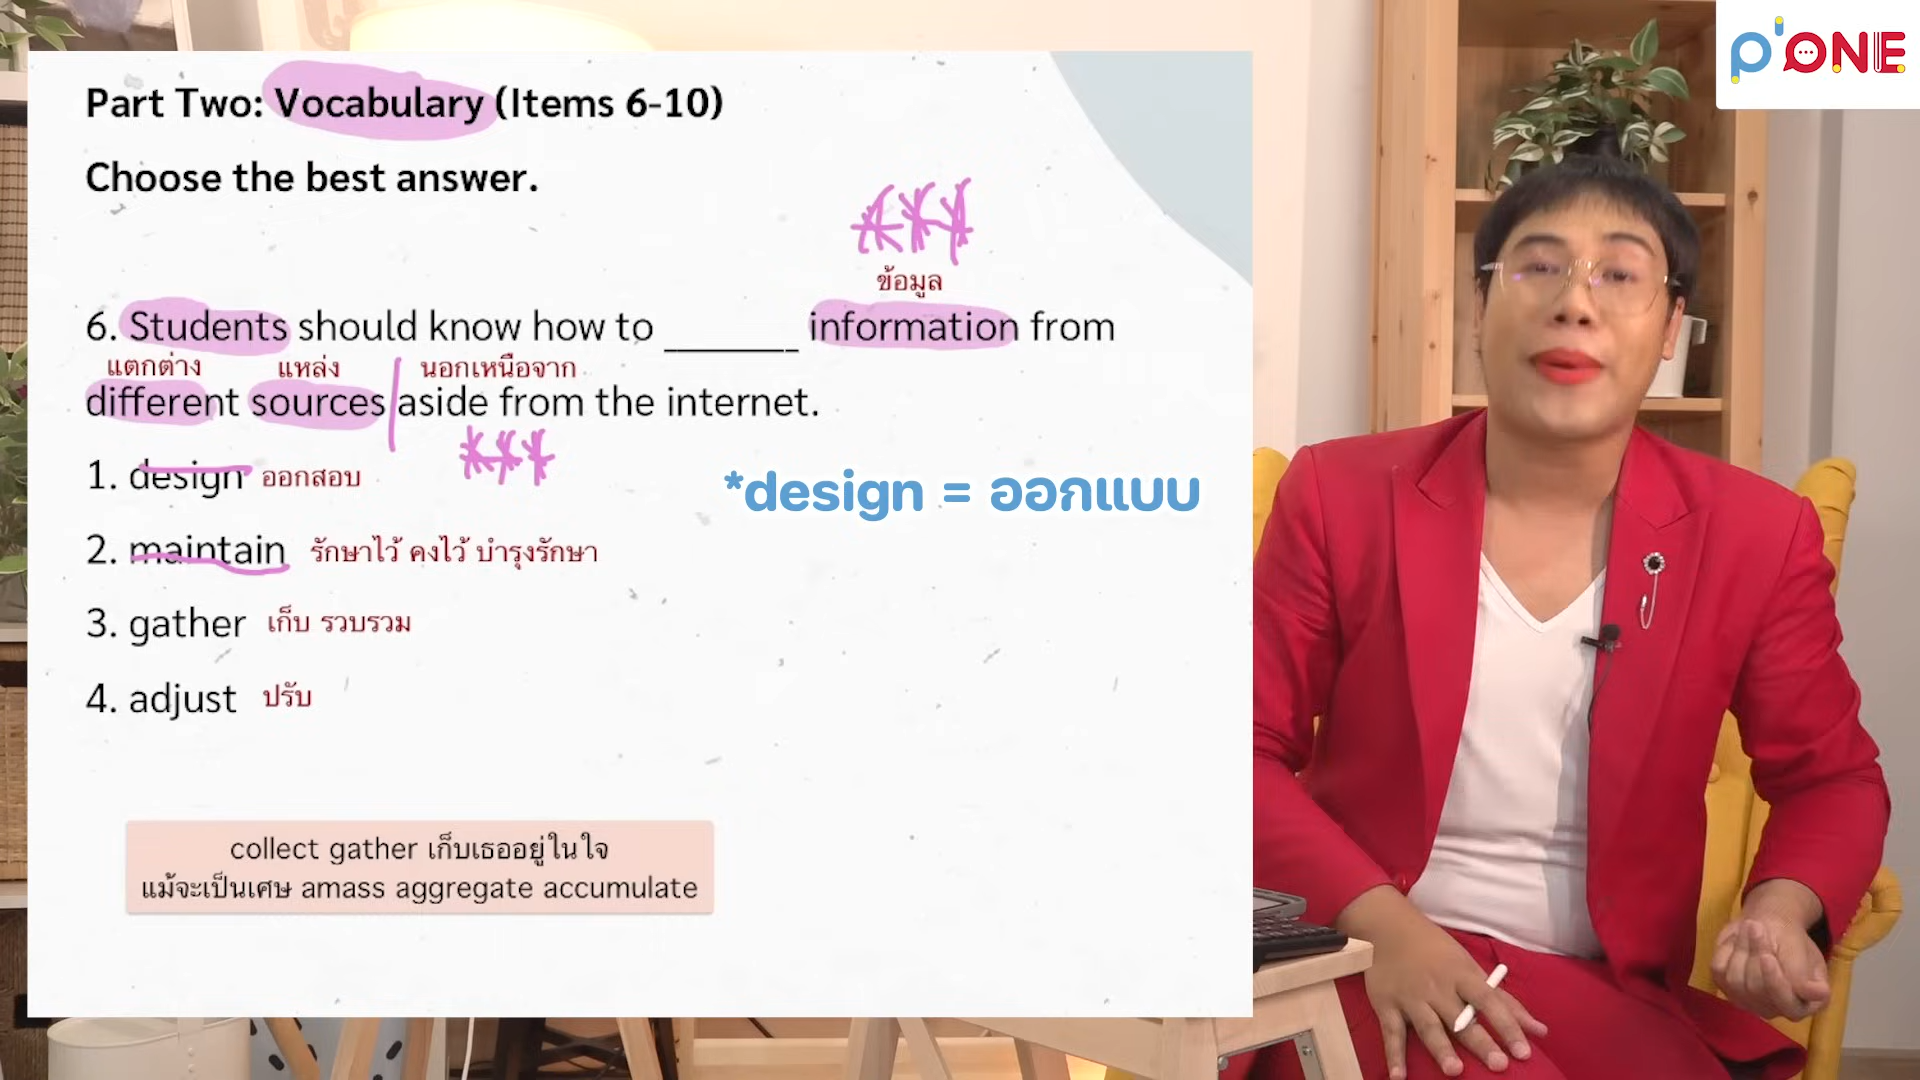 P'ONE
Part Two: Vocabulary (Items 6-10)
Choose the best answer.
ข้อมูล
6. Students should know how to ______ information from
แตกต่าง แหล่ง นอกเหนือจาก
different sources aside from the internet.
1. design ออกสอบ
*design = ออกแบบ
2. maintain รักษาไว้ คงไว้ บำรุงรักษา
3. gather เก็บ รวบรวม
4. adjust ปรับ
collect gather เก็บเธออยู่ในใจ
แม้จะเป็นเศษ amass aggregate accumulate